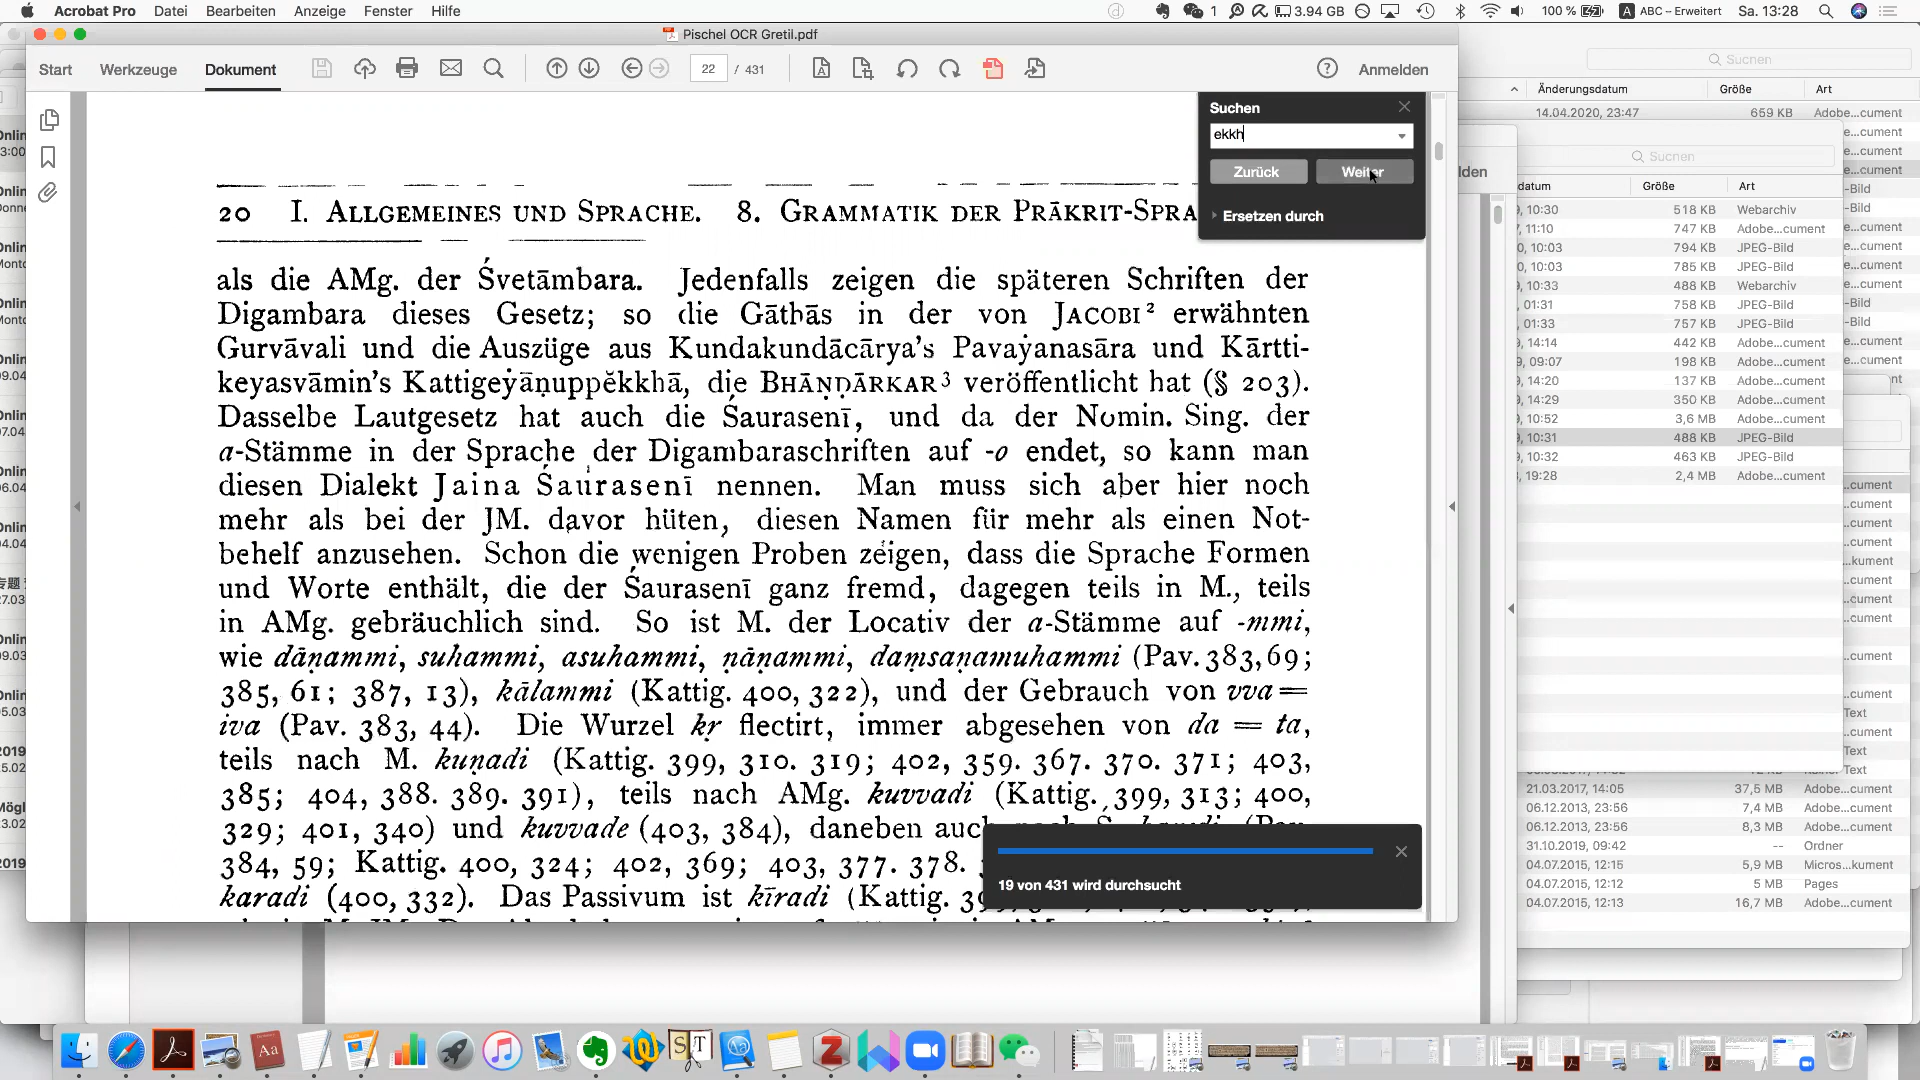 Acrobat Pro Datei Bearbeiten Anzeige Fenster Hilfe 1 3.94 GB 100 % ABC – Erweitert Sa. 13:28
Pischel OCR Gretil.pdf
Start Werkzeuge Dokument 22 / 431 Anmelden
Suchen
ekkh
Zurück Weiter
Ersetzen durch
20 I. ALLGEMEINES UND SPRACHE. 8. GRAMMATIK DER PRĀKRIT-SPRA
als die AMg. der Śvetāmbara. Jedenfalls zeigen die späteren Schriften der
Digambara dieses Gesetz; so die Gāthās in der von JACOBI² erwähnten
Gurvāvali und die Auszüge aus Kundakundācārya's Pavayanasāra und Kārtti-
keyasvāmin's Kattigeyāṇuppĕkkhā, die BHĀṆḌĀRKAR³ veröffentlicht hat (§ 203).
Dasselbe Lautgesetz hat auch die Śaurasenī, und da der Nomin. Sing. der
a-Stämme in der Sprache der Digambaraschriften auf -o endet, so kann man
diesen Dialekt Jaina Śaurasenī nennen. Man muss sich aber hier noch
mehr als bei der JM. davor hüten, diesen Namen für mehr als einen Not-
behelf anzusehen. Schon die wenigen Proben zeigen, dass die Sprache Formen
und Worte enthält, die der Śaurasenī ganz fremd, dagegen teils in M., teils
in AMg. gebräuchlich sind. So ist M. der Locativ der a-Stämme auf -mmi,
wie dāṇammi, suhammi, asuhammi, ṇāṇammi, daṃsaṇamuhammi (Pav. 383, 69;
385, 61; 387, 13), kālammi (Kattig. 400, 322), und der Gebrauch von vva =
iva (Pav. 383, 44). Die Wurzel kṛ flectirt, immer abgesehen von da = ta,
teils nach M. kuṇadi (Kattig. 399, 310. 319; 402, 359. 367. 370. 371; 403,
385; 404, 388. 389. 391), teils nach AMg. kuvvadi (Kattig. 399, 313; 400,
329; 401, 340) und kuvvade (403, 384), daneben auch
384, 59; Kattig. 400, 324; 402, 369; 403, 377. 378.
karadi (400, 332). Das Passivum ist kīradi (Kattig.
19 von 431 wird durchsucht
Suchen
Änderungsdatum Größe Art
14.04.2020, 23:47 659 KB Adobe...cument
Suchen
datum Größe Art
, 10:30 518 KB Webarchiv
, 11:10 747 KB Adobe...cument
, 10:03 794 KB JPEG-Bild
, 10:03 785 KB JPEG-Bild
, 10:33 488 KB Webarchiv
, 01:31 758 KB JPEG-Bild
, 01:33 757 KB JPEG-Bild
, 14:14 442 KB Adobe...cument
, 09:07 198 KB Adobe...cument
, 14:20 137 KB Adobe...cument
, 14:29 350 KB Adobe...cument
, 10:52 3,6 MB Adobe...cument
, 10:31 488 KB JPEG-Bild
, 10:32 463 KB JPEG-Bild
, 19:28 2,4 MB Adobe...cument
21.03.2017, 14:05 37,5 MB Adobe...cument
06.12.2013, 23:56 7,4 MB Adobe...cument
06.12.2013, 23:56 8,3 MB Adobe...cument
31.10.2019, 09:42 -- Ordner
04.07.2015, 12:15 5,9 MB Micros...kument
04.07.2015, 12:12 5 MB Pages
04.07.2015, 12:13 16,7 MB Adobe...cument